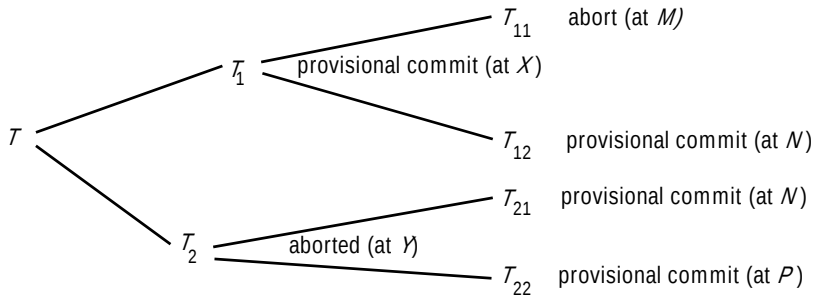 T₁₁ abort (at M)
T₁ provisional commit (at X)
T
T₁₂ provisional commit (at N)
T₂₁ provisional commit (at N)
T₂ aborted (at Y)
T₂₂ provisional commit (at P)